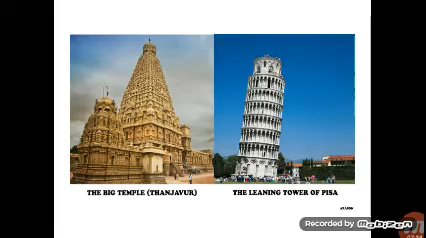 THE BIG TEMPLE (THANJAVUR)
THE LEANING TOWER OF PISA
Recorded by Mobizen